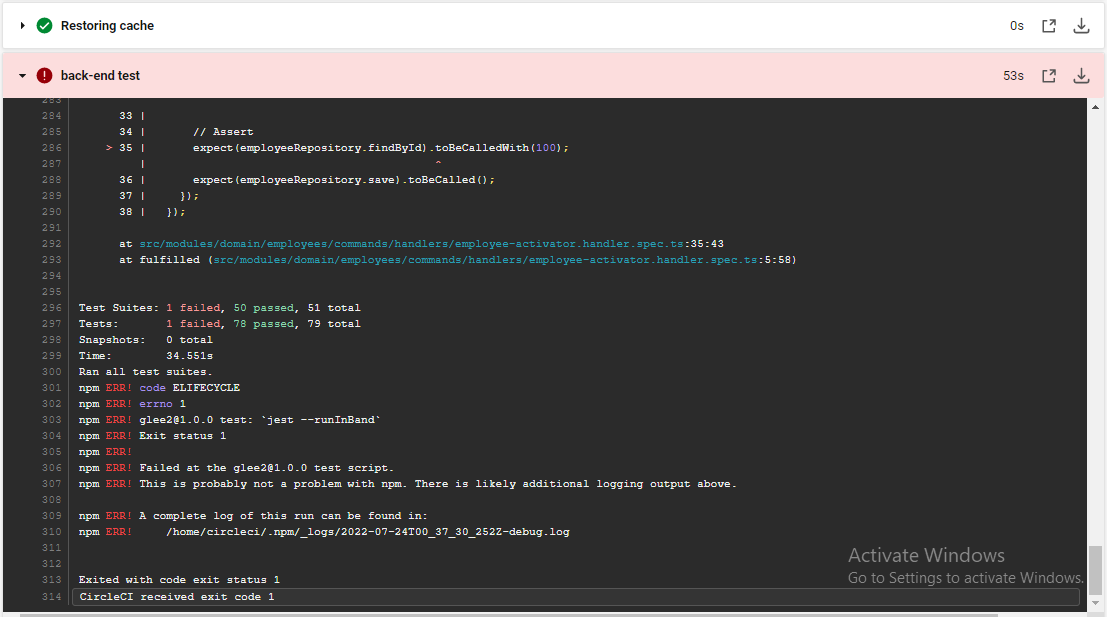 Restoring cache 0s
back-end test 53s
283
284 33 |
285 34 | // Assert
286 > 35 | expect(employeeRepository.findById).toBeCalledWith(100);
287 | ^
288 36 | expect(employeeRepository.save).toBeCalled();
289 37 | });
290 38 | });
291
292 at src/modules/domain/employees/commands/handlers/employee-activator.handler.spec.ts:35:43
293 at fulfilled (src/modules/domain/employees/commands/handlers/employee-activator.handler.spec.ts:5:58)
294
295
296 Test Suites: 1 failed, 50 passed, 51 total
297 Tests: 1 failed, 78 passed, 79 total
298 Snapshots: 0 total
299 Time: 34.551s
300 Ran all test suites.
301 npm ERR! code ELIFECYCLE
302 npm ERR! errno 1
303 npm ERR! glee2@1.0.0 test: `jest --runInBand`
304 npm ERR! Exit status 1
305 npm ERR!
306 npm ERR! Failed at the glee2@1.0.0 test script.
307 npm ERR! This is probably not a problem with npm. There is likely additional logging output above.
308
309 npm ERR! A complete log of this run can be found in:
310 npm ERR! /home/circleci/.npm/_logs/2022-07-24T00_37_30_252Z-debug.log
311
312
313 Exited with code exit status 1
314 CircleCI received exit code 1
Activate Windows
Go to Settings to activate Windows.